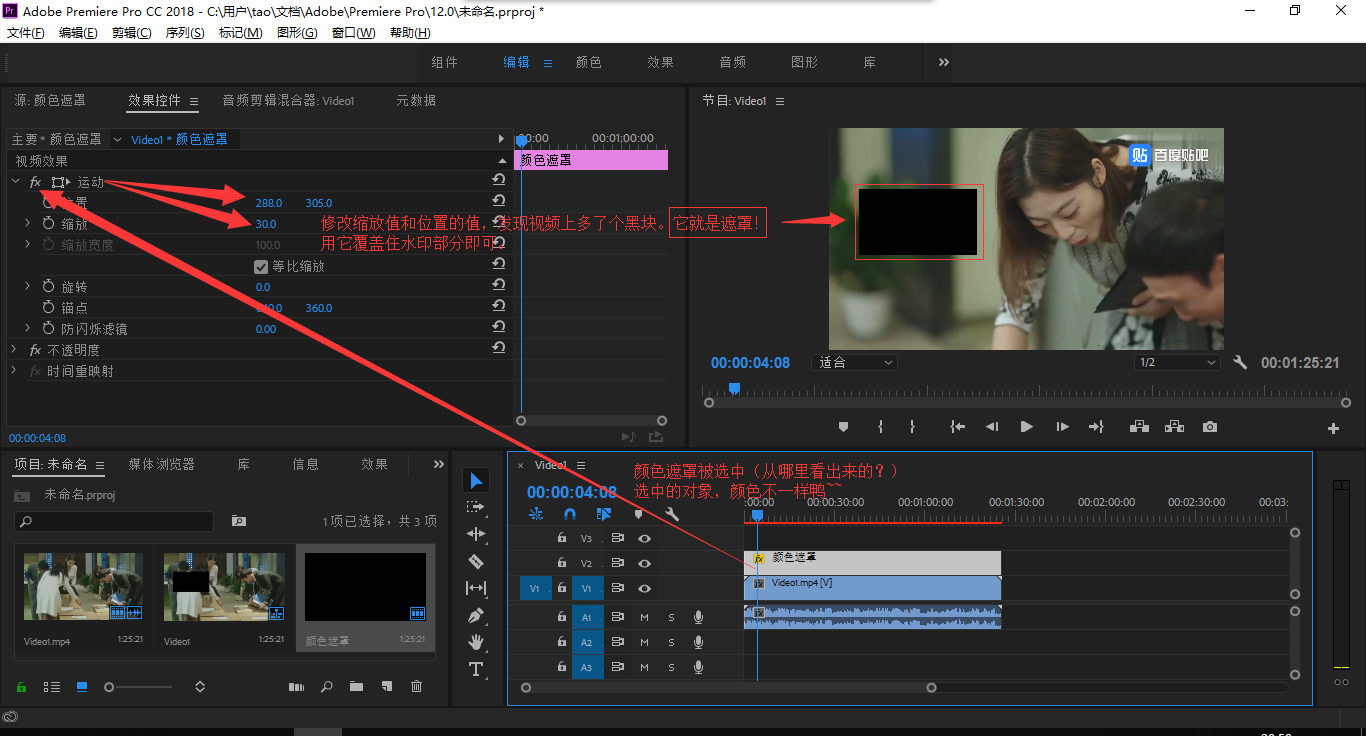 Pr Adobe Premiere Pro CC 2018 - C:\用户\tao\文档\Adobe\Premiere Pro\12.0\未命名.prproj *
文件(F) 编辑(E) 剪辑(C) 序列(S) 标记(M) 图形(G) 窗口(W) 帮助(H)
组件 编辑 颜色 效果 音频 图形 库
源: 颜色遮罩 效果控件 音频剪辑混合器: Video1 元数据
主要 * 颜色遮罩 Video1 * 颜色遮罩
00:00 00:01:00:00
颜色遮罩
视频效果
fx 运动
288.0 305.0
缩放 30.0
缩放宽度 100.0
等比缩放
旋转 0.0
锚点 360.0
防闪烁滤镜 0.00
fx 不透明度
fx 时间重映射
00:00:04:08
修改缩放值和位置的值，发现视频上多了个黑块。它就是遮罩！
用它覆盖住水印部分即可
节目: Video1
贴 百度贴吧
00:00:04:08 适合 1/2 00:01:25:21
项目: 未命名 媒体浏览器 库 信息 效果
未命名.prproj
1项已选择，共 3 项
Video1.mp4 1:25:21
Video1 1:25:21
颜色遮罩 1:25:21
T
× Video1
颜色遮罩被选中（从哪里看出来的？）
选中的对象，颜色不一样鸭~~
00:00:04:08
:00:00 00:00:30:00 00:01:00:00 00:01:30:00 00:02:00:00 00:02:30:00 00:03:
V3
V2 fx 颜色遮罩
V1 V1 fx Video1.mp4 [V]
A1 M S fx
A2 M S
A3 M S